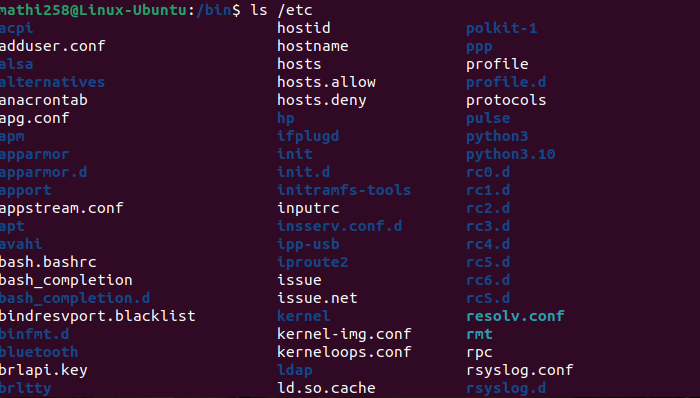 mathi258@Linux-Ubuntu:/bin$ ls /etc
acpi hostid polkit-1
adduser.conf hostname ppp
alsa hosts profile
alternatives hosts.allow profile.d
anacrontab hosts.deny protocols
apg.conf hp pulse
apm ifplugd python3
apparmor init python3.10
apparmor.d init.d rc0.d
apport initramfs-tools rc1.d
appstream.conf inputrc rc2.d
apt insserv.conf.d rc3.d
avahi ipp-usb rc4.d
bash.bashrc iproute2 rc5.d
bash_completion issue rc6.d
bash_completion.d issue.net rcS.d
bindresvport.blacklist kernel resolv.conf
binfmt.d kernel-img.conf rmt
bluetooth kerneloops.conf rpc
brlapi.key ldap rsyslog.conf
brltty ld.so.cache rsyslog.d